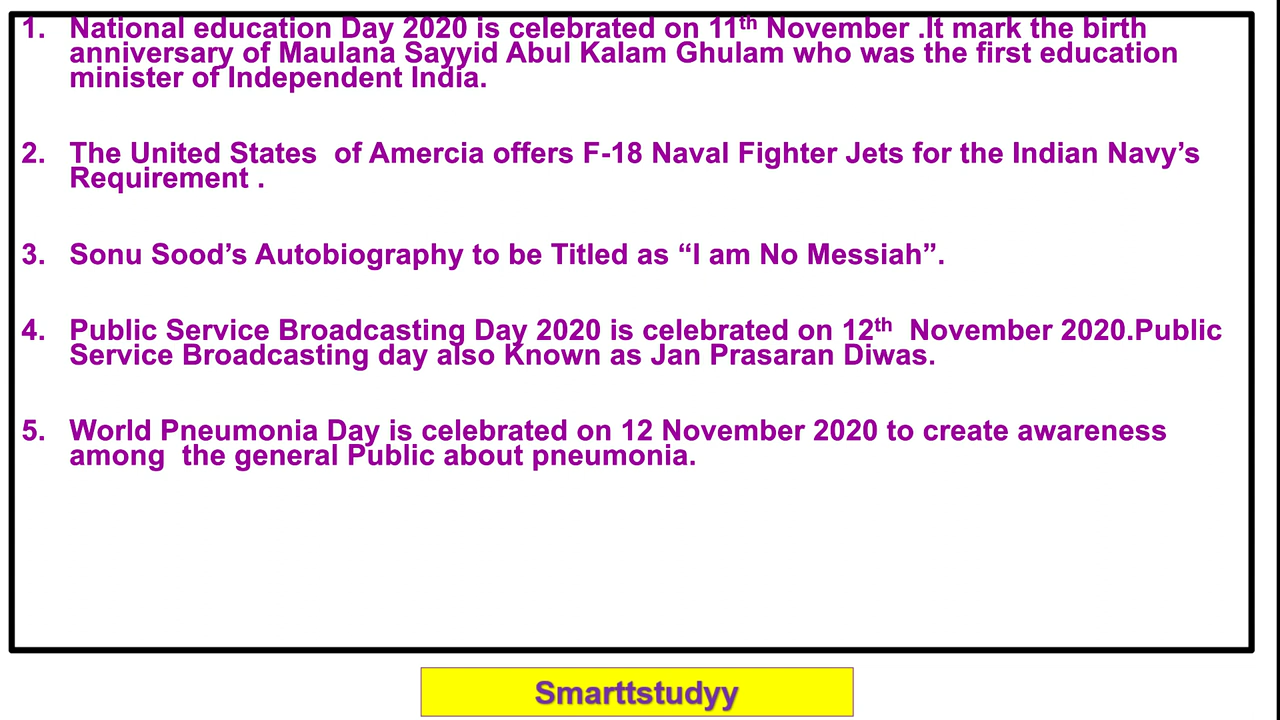 1. National education Day 2020 is celebrated on 11th November .It mark the birth
anniversary of Maulana Sayyid Abul Kalam Ghulam who was the first education
minister of Independent India.
2. The United States  of Amercia offers F-18 Naval Fighter Jets for the Indian Navy’s
Requirement .
3. Sonu Sood’s Autobiography to be Titled as “I am No Messiah”.
4. Public Service Broadcasting Day 2020 is celebrated on 12th  November 2020.Public
Service Broadcasting day also Known as Jan Prasaran Diwas.
5. World Pneumonia Day is celebrated on 12 November 2020 to create awareness
among  the general Public about pneumonia.
Smarttstudyy